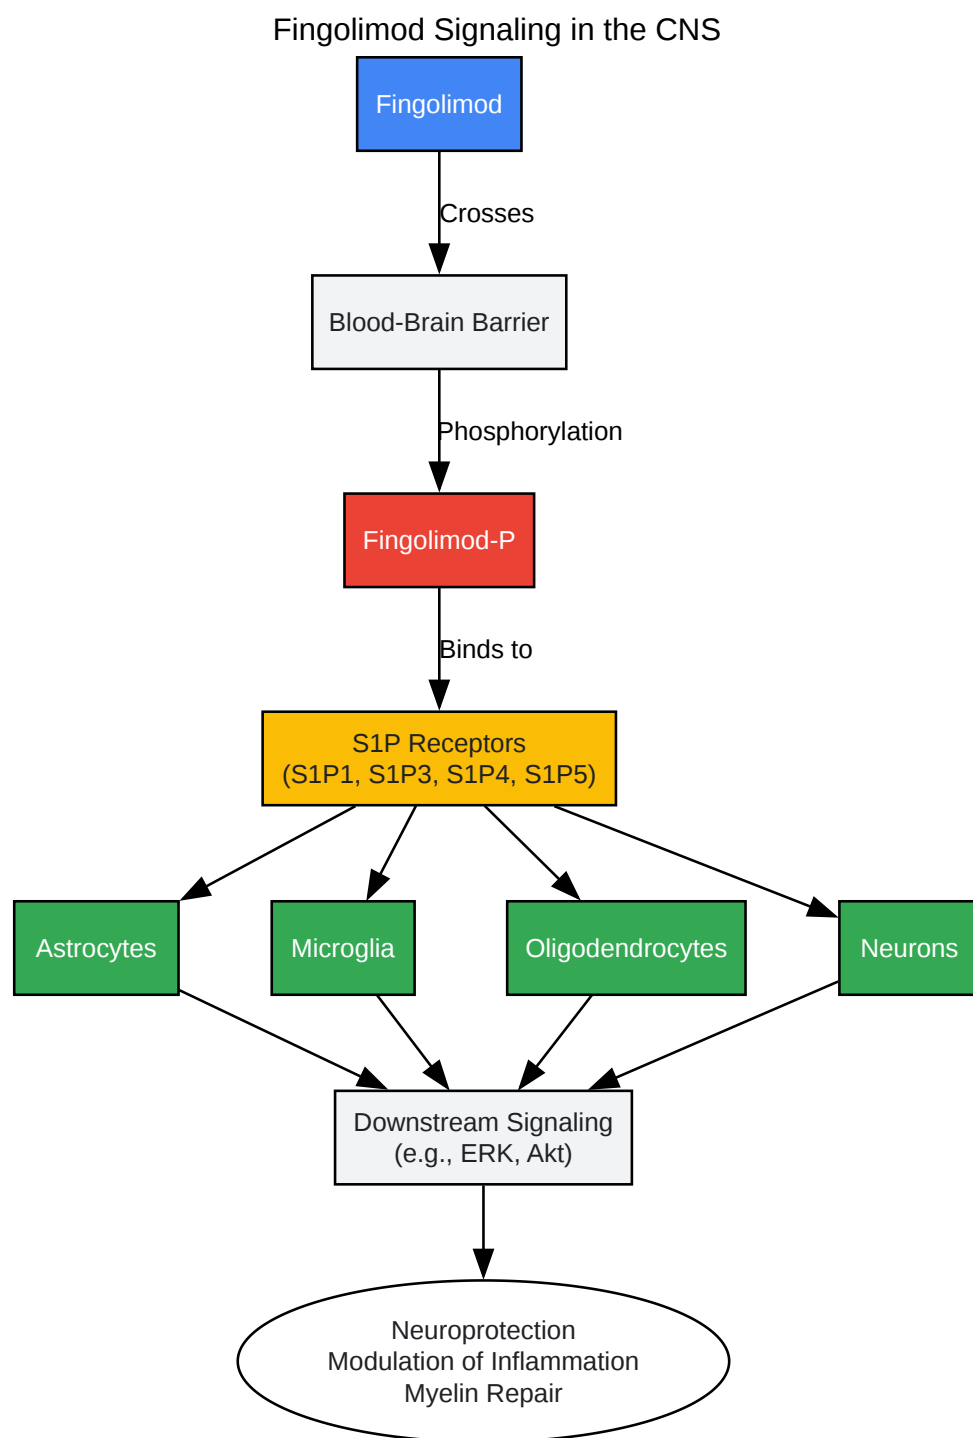 Fingolimod Signaling in the CNS
Fingolimod
Crosses
Blood-Brain Barrier
Phosphorylation
Fingolimod-P
Binds to
S1P Receptors
(S1P1, S1P3, S1P4, S1P5)
Astrocytes
Microglia
Oligodendrocytes
Neurons
Downstream Signaling
(e.g., ERK, Akt)
Neuroprotection
Modulation of Inflammation
Myelin Repair